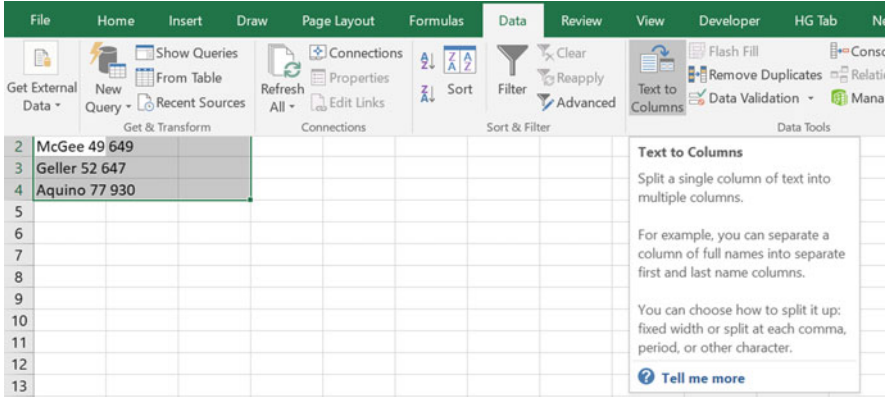 File Home Insert Draw Page Layout Formulas Data Review View Developer HG Tab
Get External Data
New Query
Show Queries
From Table
Recent Sources
Get & Transform
Refresh All
Connections
Properties
Edit Links
Connections
Sort
Filter
Clear
Reapply
Advanced
Sort & Filter
Text to Columns
Flash Fill
Remove Duplicates
Data Validation
Data Tools
2 McGee 49 649
3 Geller 52 647
4 Aquino 77 930
5
6
7
8
9
10
11
12
13
Text to Columns
Split a single column of text into
multiple columns.
For example, you can separate a
column of full names into separate
first and last name columns.
You can choose how to split it up:
fixed width or split at each comma,
period, or other character.
Tell me more